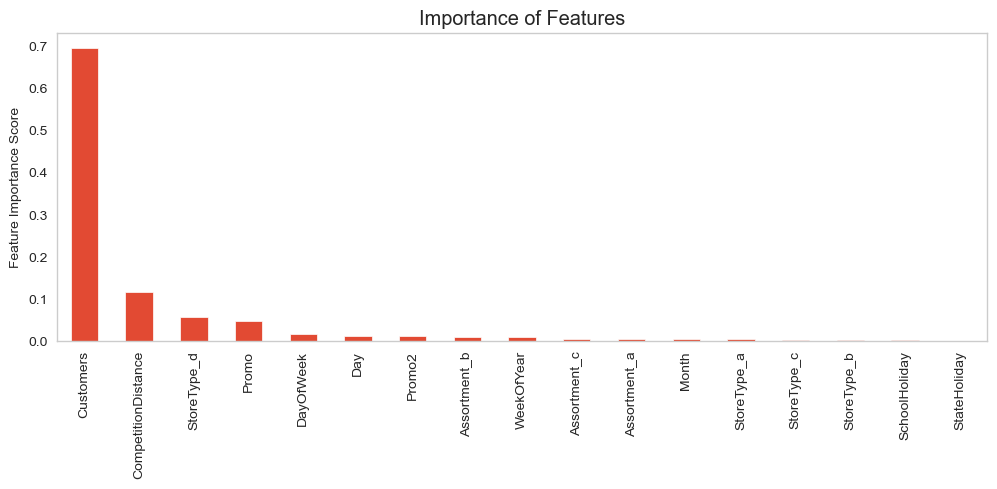 Importance of Features
Feature Importance Score
0.7
0.6
0.5
0.4
0.3
0.2
0.1
0.0
Customers
CompetitionDistance
StoreType_d
Promo
DayOfWeek
Day
Promo2
Assortment_b
WeekOfYear
Assortment_c
Assortment_a
Month
StoreType_a
StoreType_c
StoreType_b
SchoolHoliday
StateHoliday